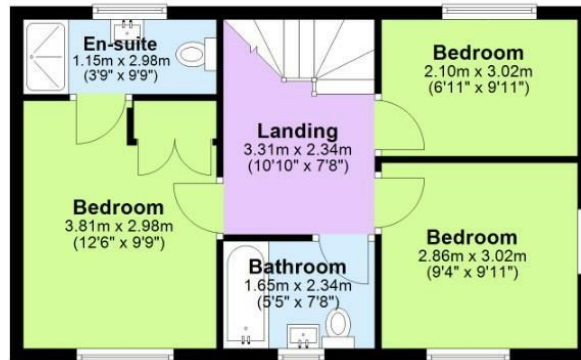 En-suite
1.15m x 2.98m
(3'9" x 9'9")
Bedroom
2.10m x 3.02m
(6'11" x 9'11")
Landing
3.31m x 2.34m
(10'10" x 7'8")
Bedroom
3.81m x 2.98m
(12'6" x 9'9")
Bedroom
2.86m x 3.02m
(9'4" x 9'11")
Bathroom
1.65m x 2.34m
(5'5" x 7'8")